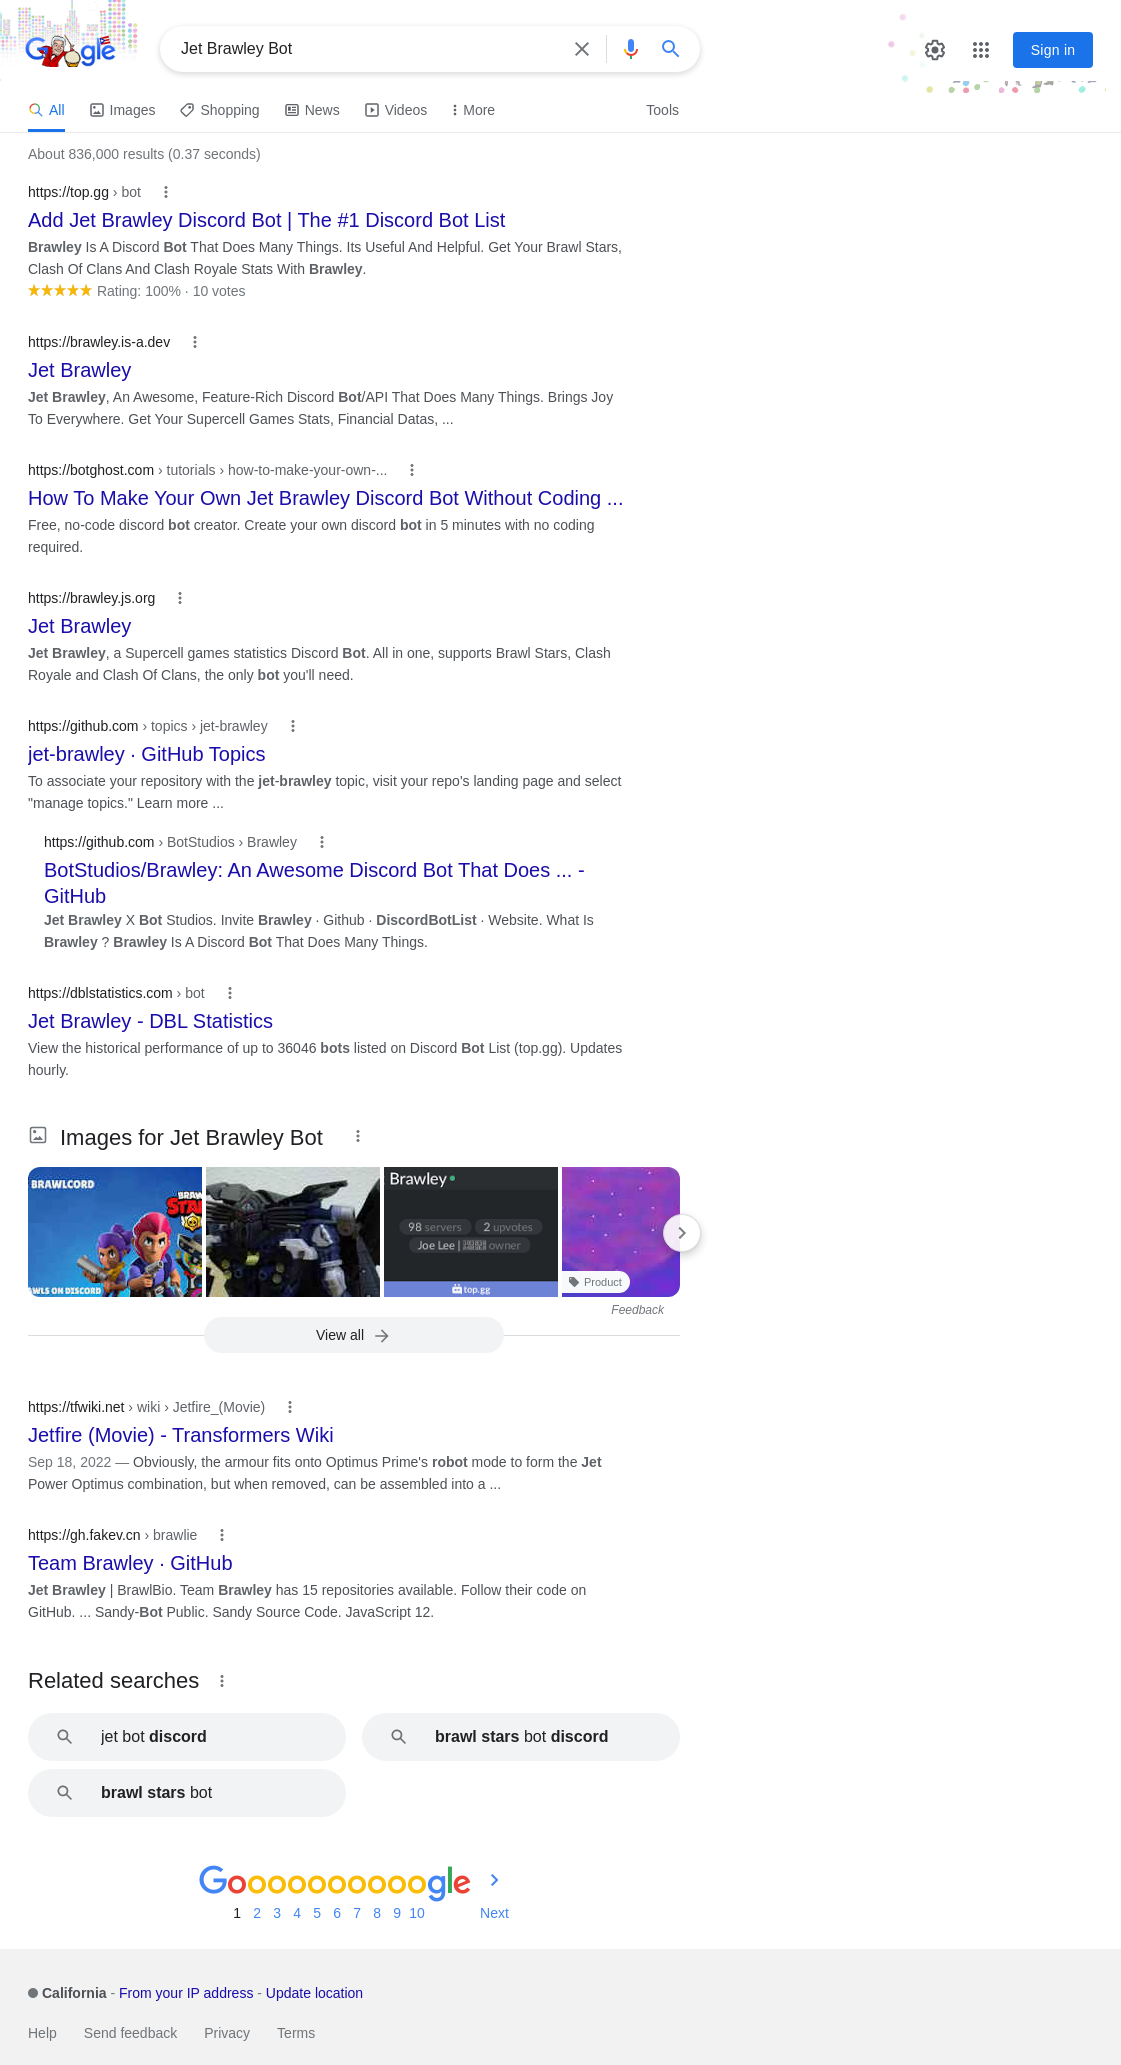 Google
Jet Brawley Bot
Sign in
All
Images
Shopping
News
Videos
More
Tools
About 836,000 results (0.37 seconds)
https://top.gg › bot
Add Jet Brawley Discord Bot | The #1 Discord Bot List
Brawley Is A Discord Bot That Does Many Things. Its Useful And Helpful. Get Your Brawl Stars,
Clash Of Clans And Clash Royale Stats With Brawley.
Rating: 100% · 10 votes
https://brawley.is-a.dev
Jet Brawley
Jet Brawley, An Awesome, Feature-Rich Discord Bot/API That Does Many Things. Brings Joy
To Everywhere. Get Your Supercell Games Stats, Financial Datas, ...
https://botghost.com › tutorials › how-to-make-your-own-...
How To Make Your Own Jet Brawley Discord Bot Without Coding ...
Free, no-code discord bot creator. Create your own discord bot in 5 minutes with no coding
required.
https://brawley.js.org
Jet Brawley
Jet Brawley, a Supercell games statistics Discord Bot. All in one, supports Brawl Stars, Clash
Royale and Clash Of Clans, the only bot you'll need.
https://github.com › topics › jet-brawley
jet-brawley · GitHub Topics
To associate your repository with the jet-brawley topic, visit your repo's landing page and select
"manage topics." Learn more ...
https://github.com › BotStudios › Brawley
BotStudios/Brawley: An Awesome Discord Bot That Does ... -
GitHub
Jet Brawley X Bot Studios. Invite Brawley · Github · DiscordBotList · Website. What Is
Brawley ? Brawley Is A Discord Bot That Does Many Things.
https://dblstatistics.com › bot
Jet Brawley - DBL Statistics
View the historical performance of up to 36046 bots listed on Discord Bot List (top.gg). Updates
hourly.
Images for Jet Brawley Bot
BRAWLCORD
BRAW
STA
AWLS ON DISCORD
Brawley
98 servers
2 upvotes
Joe Lee | owner
top.gg
Product
Feedback
View all
https://tfwiki.net › wiki › Jetfire_(Movie)
Jetfire (Movie) - Transformers Wiki
Sep 18, 2022 — Obviously, the armour fits onto Optimus Prime's robot mode to form the Jet
Power Optimus combination, but when removed, can be assembled into a ...
https://gh.fakev.cn › brawlie
Team Brawley · GitHub
Jet Brawley | BrawlBio. Team Brawley has 15 repositories available. Follow their code on
GitHub. ... Sandy-Bot Public. Sandy Source Code. JavaScript 12.
Related searches
jet bot discord
brawl stars bot discord
brawl stars bot
Goooooooooogle
1 2 3 4 5 6 7 8 9 10 Next
California - From your IP address - Update location
Help Send feedback Privacy Terms